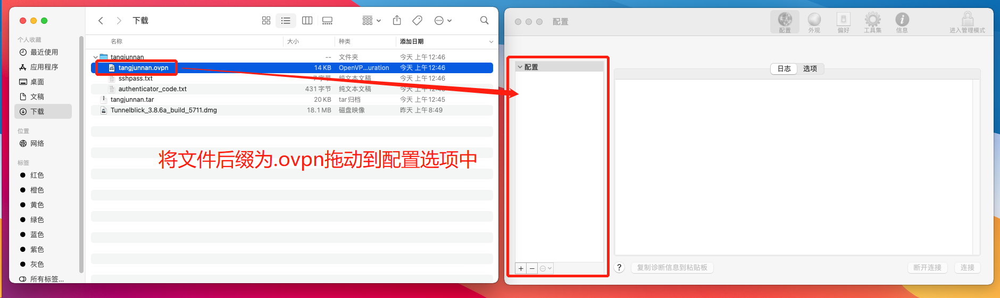 下载
个人收藏
最近使用
应用程序
桌面
文稿
下载
位置
网络
标签
红色
橙色
黄色
绿色
蓝色
紫色
灰色
所有标签...
名称 大小 种类 添加日期
tangjunnan -- 文件夹 今天 上午12:46
tangjunnan.ovpn 14 KB OpenVP...uration 今天 上午12:46
sshpass.txt 7 字节 纯文本文稿 今天 上午12:46
authenticator_code.txt 431 字节 纯文本文稿 今天 上午12:46
tangjunnan.tar 20 KB tar归档 今天 上午12:45
Tunnelblick_3.8.6a_build_5711.dmg 18.1 MB 磁盘映像 昨天 上午8:49
将文件后缀为.ovpn拖动到配置选项中
配置
配置 外观 偏好 工具集 信息 进入管理模式
配置
日志 选项
+ −
? 复制诊断信息到粘贴板 断开连接 连接